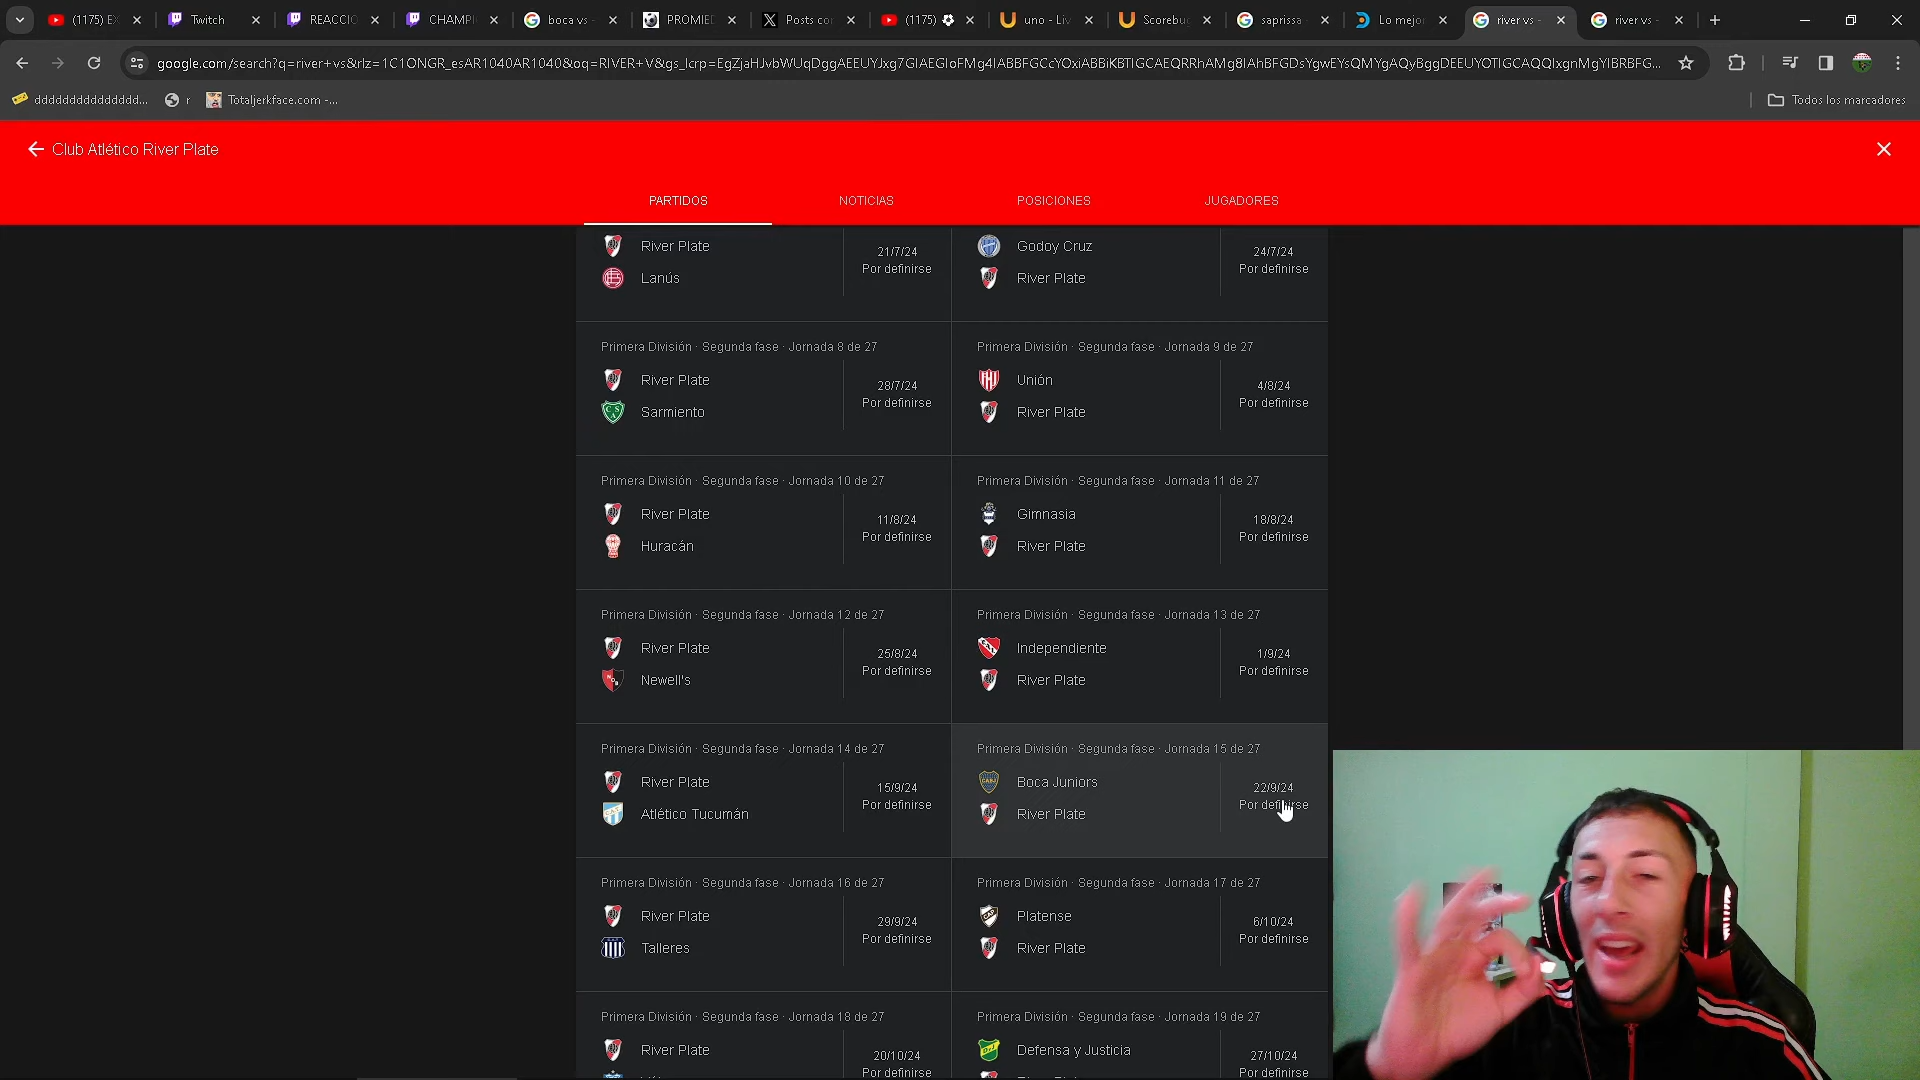 (1175) EX
Twitch
REACCIO
CHAMPI
boca vs -
PROMIED
Posts co
(1175)
uno - Liv
Scorebu
saprissa
Lo mejor
river vs -
river vs -
google.com/search?q=river+vs&rlz=1C1ONGR_esAR1040AR1040&oq=RIVER+V&gs_lcrp=
ddddddddddddddd...
r
Totaljerkface.com -...
Todos los marcadores
Club Atlético River Plate
PARTIDOS
NOTICIAS
POSICIONES
JUGADORES
River Plate
Lanús
21/7/24
Por definirse
Godoy Cruz
River Plate
24/7/24
Por definirse
Primera División · Segunda fase · Jornada 8 de 27
River Plate
Sarmiento
28/7/24
Por definirse
Primera División · Segunda fase · Jornada 9 de 27
Unión
River Plate
4/8/24
Por definirse
Primera División · Segunda fase · Jornada 10 de 27
River Plate
Huracán
11/8/24
Por definirse
Primera División · Segunda fase · Jornada 11 de 27
Gimnasia
River Plate
18/8/24
Por definirse
Primera División · Segunda fase · Jornada 12 de 27
River Plate
Newell's
25/8/24
Por definirse
Primera División · Segunda fase · Jornada 13 de 27
Independiente
River Plate
1/9/24
Por definirse
Primera División · Segunda fase · Jornada 14 de 27
River Plate
Atlético Tucumán
15/9/24
Por definirse
Primera División · Segunda fase · Jornada 15 de 27
Boca Juniors
River Plate
22/9/24
Por definirse
Primera División · Segunda fase · Jornada 16 de 27
River Plate
Talleres
29/9/24
Por definirse
Primera División · Segunda fase · Jornada 17 de 27
Platense
River Plate
6/10/24
Por definirse
Primera División · Segunda fase · Jornada 18 de 27
River Plate
20/10/24
Por definirse
Primera División · Segunda fase · Jornada 19 de 27
Defensa y Justicia
27/10/24
Por definirse